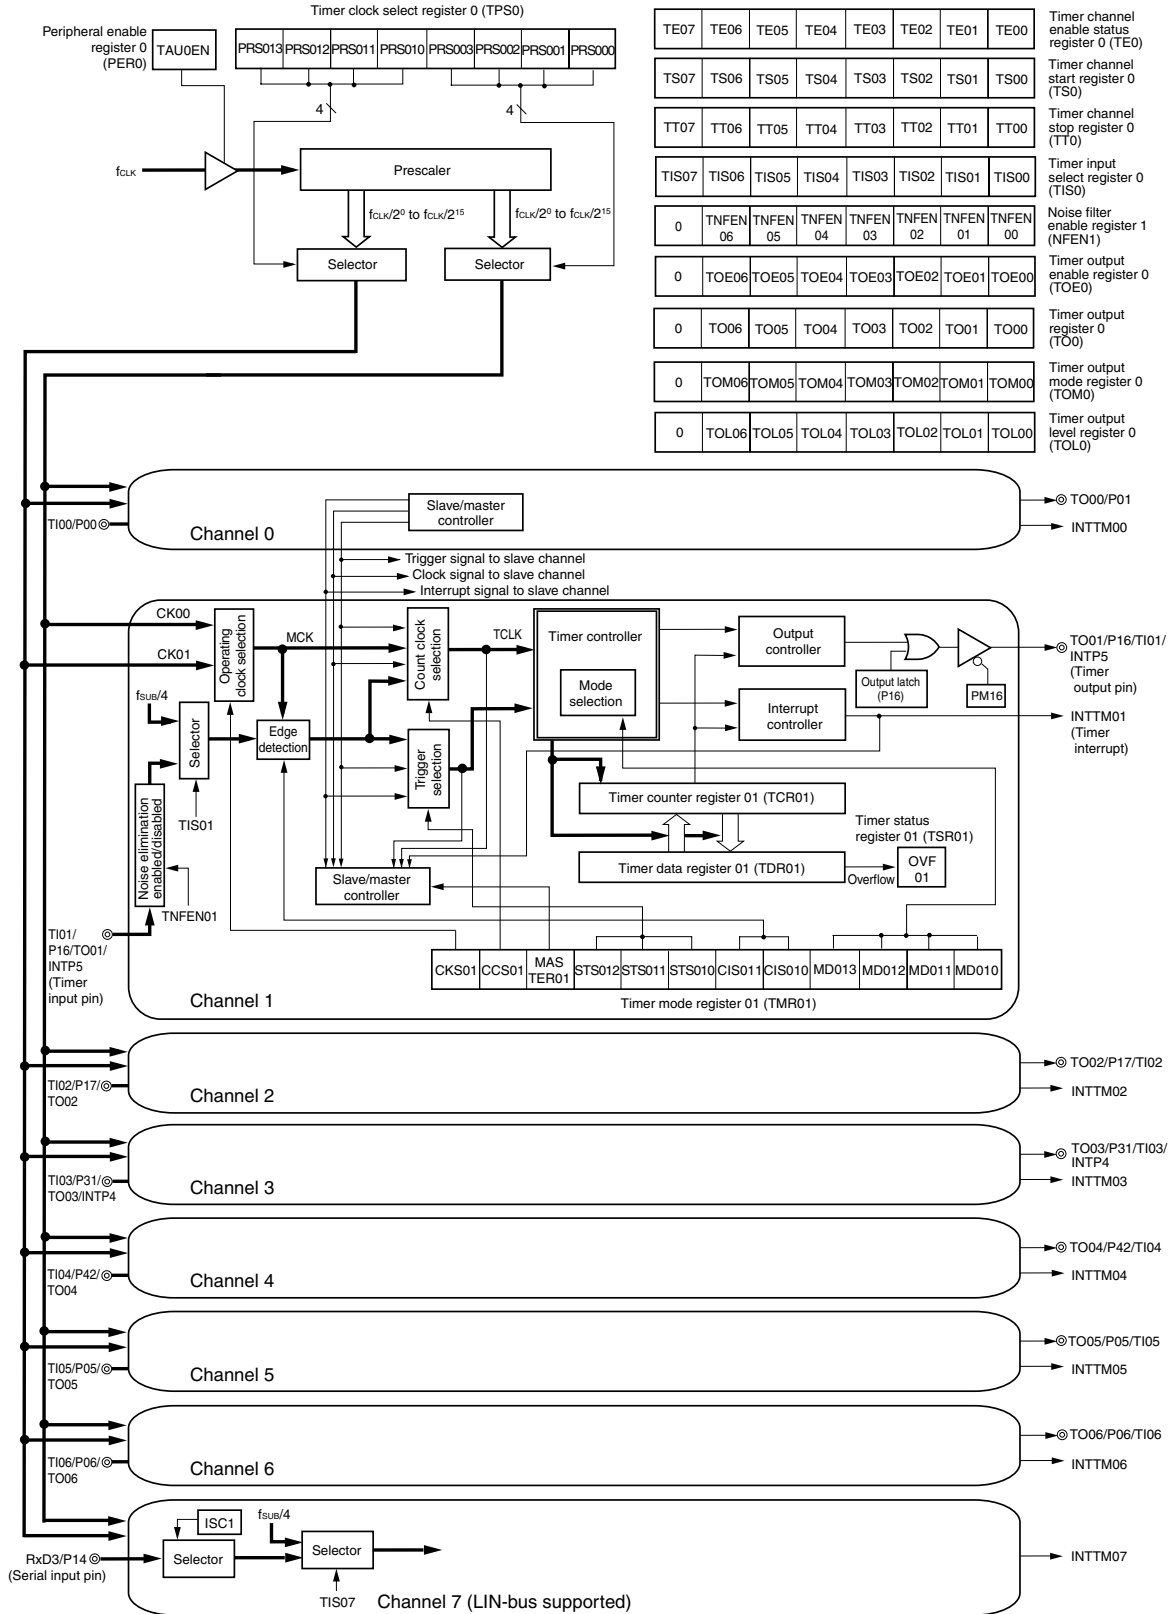 Timer clock select register 0 (TPS0)
Peripheral enable
register 0
(PER0)
TAU0EN
PRS013 PRS012 PRS011 PRS010 PRS003 PRS002 PRS001 PRS000
4
4
fCLK
Prescaler
fCLK/2⁰ to fCLK/2¹⁵
fCLK/2⁰ to fCLK/2¹⁵
Selector
Selector
TE07 TE06 TE05 TE04 TE03 TE02 TE01 TE00
Timer channel
enable status
register 0 (TE0)
TS07 TS06 TS05 TS04 TS03 TS02 TS01 TS00
Timer channel
start register 0
(TS0)
TT07 TT06 TT05 TT04 TT03 TT02 TT01 TT00
Timer channel
stop register 0
(TT0)
TIS07 TIS06 TIS05 TIS04 TIS03 TIS02 TIS01 TIS00
Timer input
select register 0
(TIS0)
0 TNFEN TNFEN TNFEN TNFEN TNFEN TNFEN TNFEN
06 05 04 03 02 01 00
Noise filter
enable register 1
(NFEN1)
0 TOE06 TOE05 TOE04 TOE03 TOE02 TOE01 TOE00
Timer output
enable register 0
(TOE0)
0 TO06 TO05 TO04 TO03 TO02 TO01 TO00
Timer output
register 0
(TO0)
0 TOM06 TOM05 TOM04 TOM03 TOM02 TOM01 TOM00
Timer output
mode register 0
(TOM0)
0 TOL06 TOL05 TOL04 TOL03 TOL02 TOL01 TOL00
Timer output
level register 0
(TOL0)
TI00/P00
Channel 0
Slave/master
controller
TO00/P01
INTTM00
Trigger signal to slave channel
Clock signal to slave channel
Interrupt signal to slave channel
CK00
CK01
Operating
clock selection
MCK
Count clock
selection
TCLK
Timer controller
Mode
selection
Output
controller
Output latch
(P16)
PM16
TO01/P16/TI01/
INTP5
(Timer
output pin)
Interrupt
controller
INTTM01
(Timer
interrupt)
fSUB/4
Selector
TIS01
Edge
detection
Trigger
selection
Noise elimination
enabled/disabled
TNFEN01
Timer counter register 01 (TCR01)
Timer status
register 01 (TSR01)
Timer data register 01 (TDR01)
Overflow
OVF
01
Slave/master
controller
TI01/
P16/TO01/
INTP5
(Timer
input pin)
CKS01 CCS01 MAS
TER01 STS012 STS011 STS010 CIS011 CIS010 MD013 MD012 MD011 MD010
Channel 1
Timer mode register 01 (TMR01)
TI02/P17/
TO02
Channel 2
TO02/P17/TI02
INTTM02
TI03/P31/
TO03/INTP4
Channel 3
TO03/P31/TI03/
INTP4
INTTM03
TI04/P42/
TO04
Channel 4
TO04/P42/TI04
INTTM04
TI05/P05/
TO05
Channel 5
TO05/P05/TI05
INTTM05
TI06/P06/
TO06
Channel 6
TO06/P06/TI06
INTTM06
ISC1
fSUB/4
RxD3/P14
(Serial input pin)
Selector
Selector
TIS07
Channel 7 (LIN-bus supported)
INTTM07